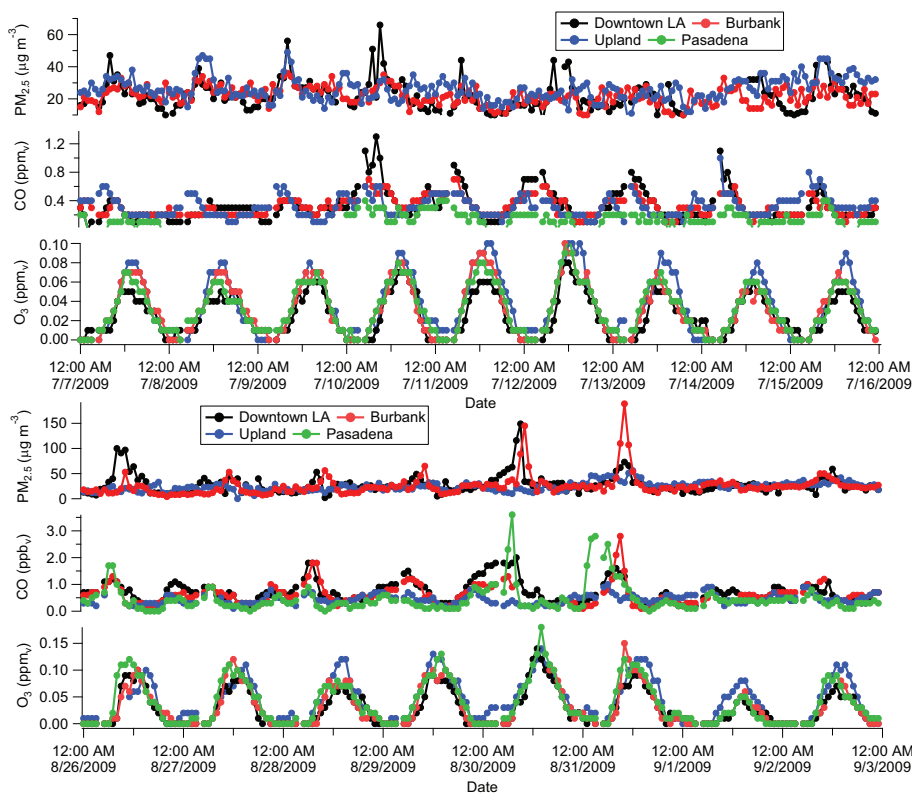 Downtown LA Burbank
Upland Pasadena
PM2.5 (µg m-3)
60
40
20
CO (ppmv)
1.2
0.8
0.4
O3 (ppmv)
0.10
0.08
0.06
0.04
0.02
0.00
12:00 AM 12:00 AM 12:00 AM 12:00 AM 12:00 AM 12:00 AM 12:00 AM 12:00 AM 12:00 AM 12:00 AM
7/7/2009 7/8/2009 7/9/2009 7/10/2009 7/11/2009 7/12/2009 7/13/2009 7/14/2009 7/15/2009 7/16/2009
Date
Downtown LA Burbank
Upland Pasadena
PM2.5 (µg m-3)
150
100
50
0
CO (ppbv)
3.0
2.0
1.0
0.0
O3 (ppmv)
0.15
0.10
0.05
0.00
12:00 AM 12:00 AM 12:00 AM 12:00 AM 12:00 AM 12:00 AM 12:00 AM 12:00 AM 12:00 AM
8/26/2009 8/27/2009 8/28/2009 8/29/2009 8/30/2009 8/31/2009 9/1/2009 9/2/2009 9/3/2009
Date